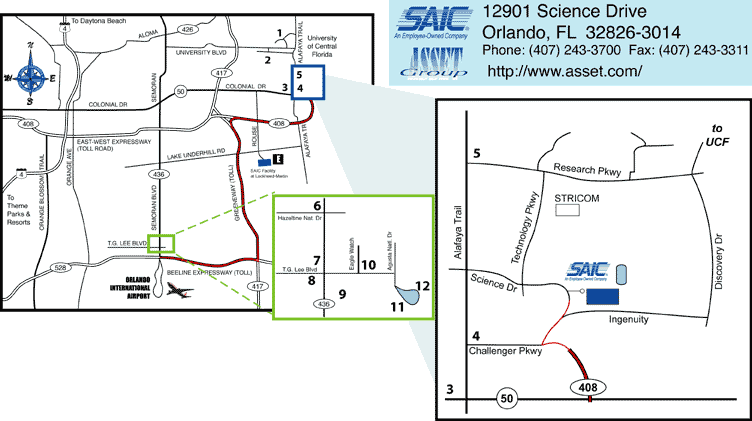 SAIC
An Employee-Owned Company
ASSET
Group
12901 Science Drive
Orlando, FL 32826-3014
Phone: (407) 243-3700 Fax: (407) 243-3311
http://www.asset.com/
4
To Daytona Beach
ALOMA
426
1
ALAFAYA TRAIL
University
of Central
Florida
UNIVERSITY BLVD
2
N
W
E
S
SEMORAN
417
5
4
3
COLONIAL DR
50
COLONIAL DR
408
408
EAST-WEST EXPRESSWAY
(TOLL ROAD)
ROUSE
ALAFAYA TR
LAKE UNDERHILL RD
E
SAIC Facility
at Lockheed-Martin
4
436
ORANGE BLOSSOM TRAIL
ORANGE AVE
SEMORAN BLVD
GREENEWAY (TOLL)
To
Theme
Parks &
Resorts
T.G. LEE BLVD
528
BEELINE EXPRESSWAY (TOLL)
ORLANDO
INTERNATIONAL
AIRPORT
417
6
Hazeltine Nat. Dr
7
T.G. Lee Blvd
8
Eagle Watch
10
Augusta Nat. Dr
9
436
12
11
to
UCF
5
Research Pkwy
Alafaya Trail
Technology Pkwy
STRICOM
Discovery Dr
SAIC
An Employee-Owned Company
Science Dr
Ingenuity
4
Challenger Pkwy
408
3
50